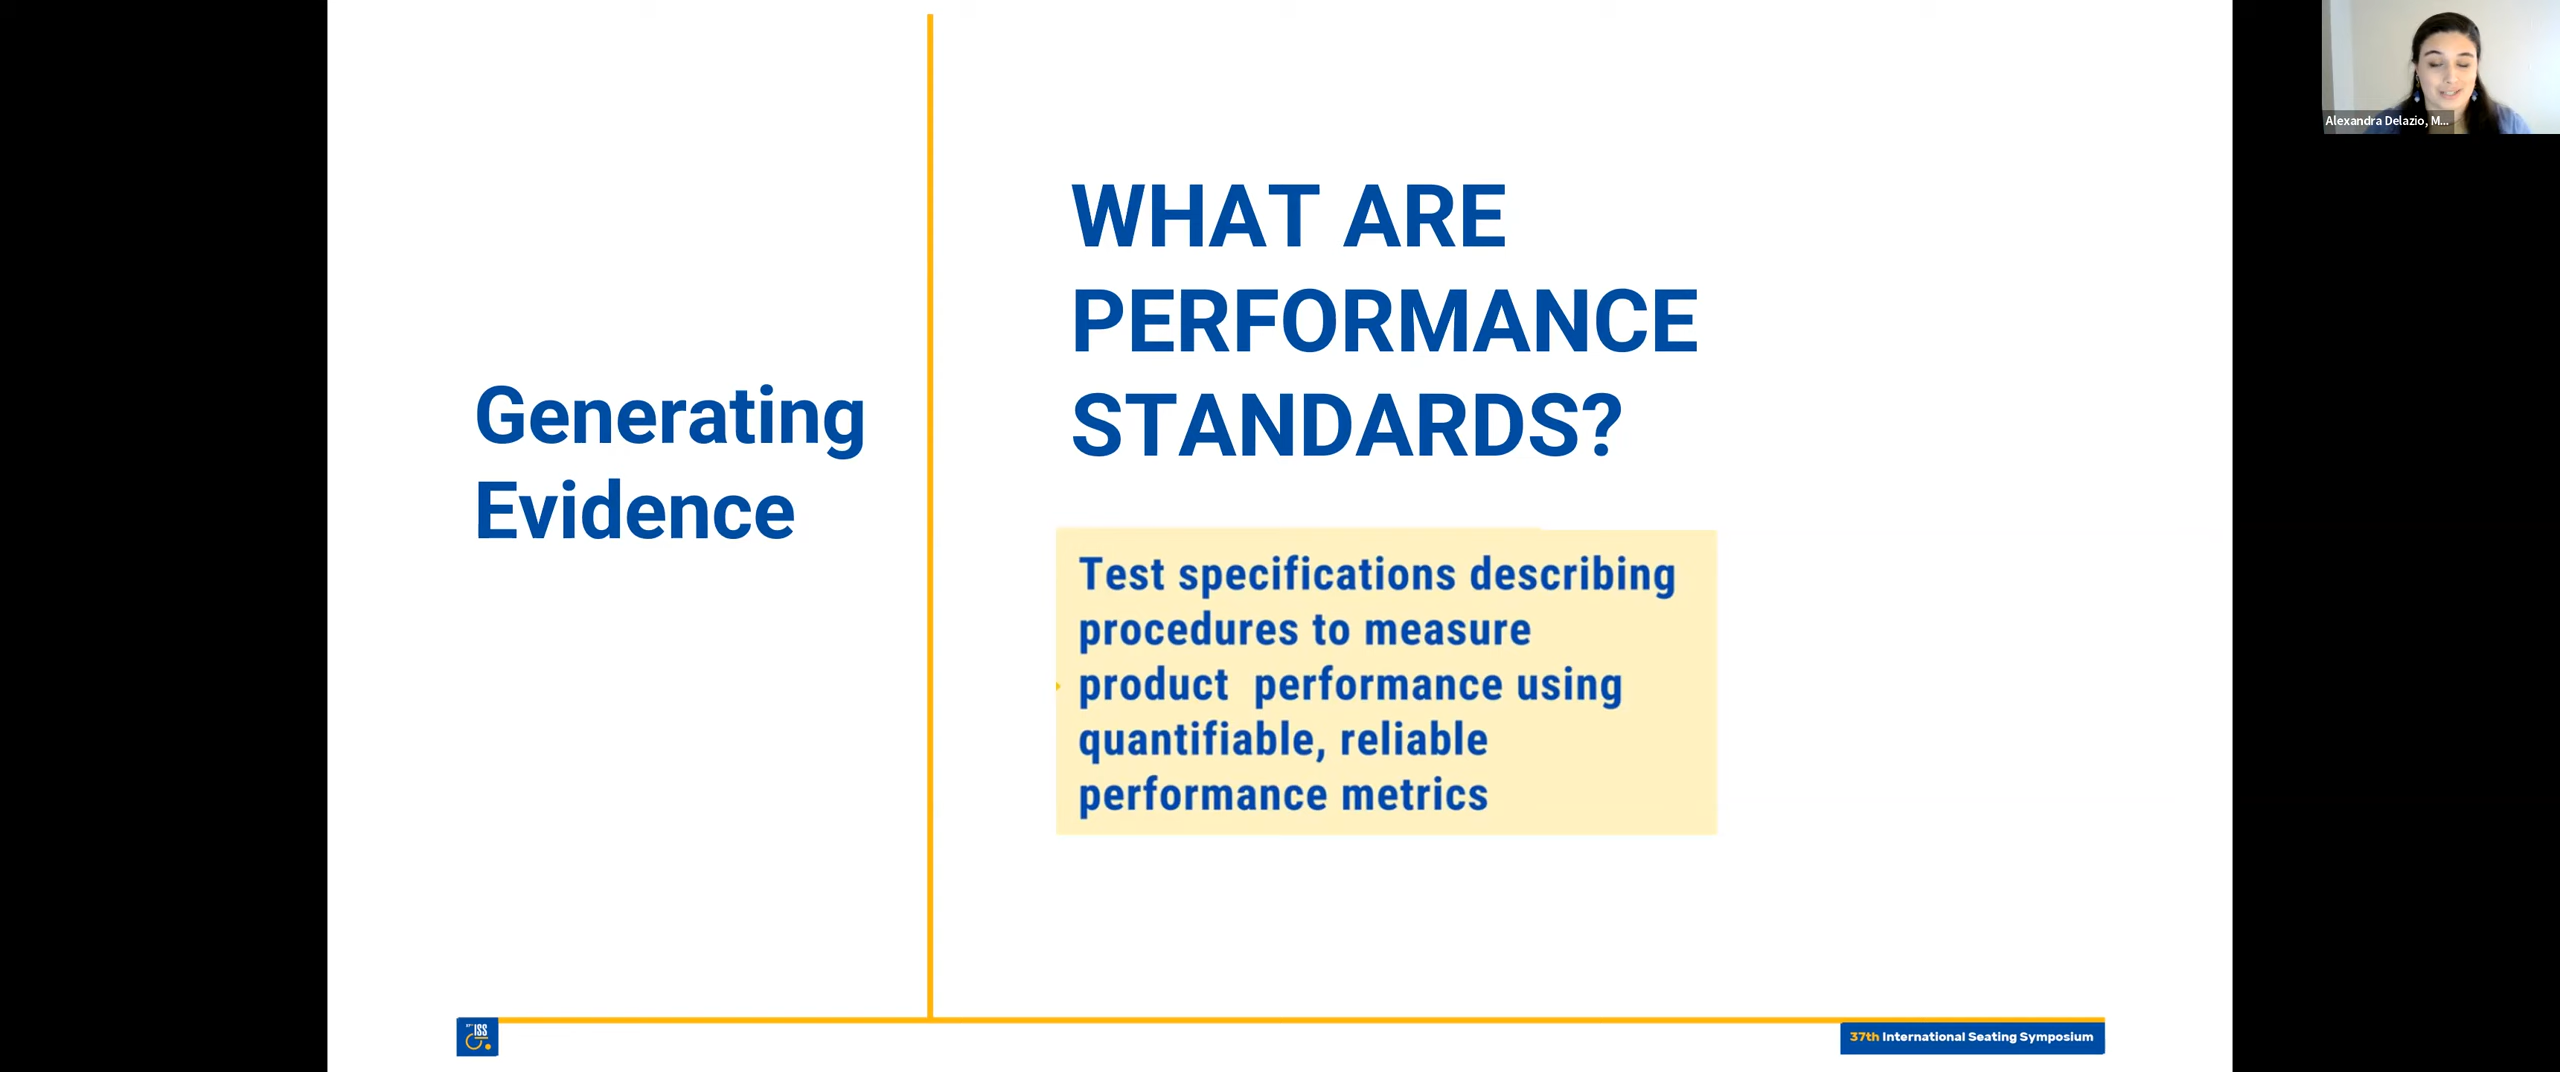 Alexandra Delazio, M...
WHAT ARE
PERFORMANCE
STANDARDS?
Generating
Evidence
Test specifications describing
procedures to measure
product  performance using
quantifiable, reliable
performance metrics
ISS
37th International Seating Symposium